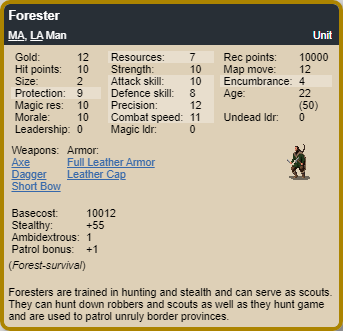 Forester
MA, LA Man Unit
Gold: 12 Resources: 7 Rec points: 10000
Hit points: 10 Strength: 10 Map move: 12
Size: 2 Attack skill: 10 Encumbrance: 4
Protection: 9 Defence skill: 8 Age: 22
Magic res: 10 Precision: 12 (50)
Morale: 10 Combat speed: 11 Undead ldr: 0
Leadership: 0 Magic ldr: 0
Weapons: Armor:
Axe Full Leather Armor
Dagger Leather Cap
Short Bow
Basecost: 10012
Stealthy: +55
Ambidextrous: 1
Patrol bonus: +1
(Forest-survival)
Foresters are trained in hunting and stealth and can serve as scouts.
They can hunt down robbers and scouts as well as they hunt game
and are used to patrol unruly border provinces.